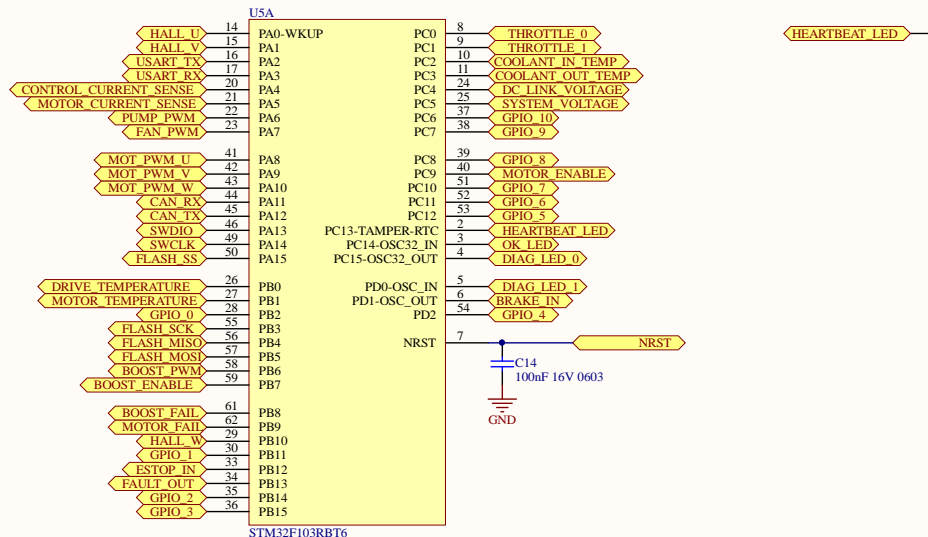 U5A
HALL_U 14 PA0-WKUP PC0 8 THROTTLE_0 HEARTBEAT_LED
HALL_V 15 PA1 PC1 9 THROTTLE_1
USART_TX 16 PA2 PC2 10 COOLANT_IN_TEMP
USART_RX 17 PA3 PC3 11 COOLANT_OUT_TEMP
CONTROL_CURRENT_SENSE 20 PA4 PC4 24 DC_LINK_VOLTAGE
MOTOR_CURRENT_SENSE 21 PA5 PC5 25 SYSTEM_VOLTAGE
PUMP_PWM 22 PA6 PC6 37 GPIO_10
FAN_PWM 23 PA7 PC7 38 GPIO_9
MOT_PWM_U 41 PA8 PC8 39 GPIO_8
MOT_PWM_V 42 PA9 PC9 40 MOTOR_ENABLE
MOT_PWM_W 43 PA10 PC10 51 GPIO_7
CAN_RX 44 PA11 PC11 52 GPIO_6
CAN_TX 45 PA12 PC12 53 GPIO_5
SWDIO 46 PA13 PC13-TAMPER-RTC 2 HEARTBEAT_LED
SWCLK 49 PA14 PC14-OSC32_IN 3 OK_LED
FLASH_SS 50 PA15 PC15-OSC32_OUT 4 DIAG_LED_0
DRIVE_TEMPERATURE 26 PB0 PD0-OSC_IN 5 DIAG_LED_1
MOTOR_TEMPERATURE 27 PB1 PD1-OSC_OUT 6 BRAKE_IN
GPIO_0 28 PB2 PD2 54 GPIO_4
FLASH_SCK 55 PB3
FLASH_MISO 56 PB4 NRST 7 NRST
FLASH_MOSI 57 PB5
BOOST_PWM 58 PB6 C14
BOOST_ENABLE 59 PB7 100nF 16V 0603
BOOST_FAIL 61 PB8
MOTOR_FAIL 62 PB9 GND
HALL_W 29 PB10
GPIO_1 30 PB11
ESTOP_IN 33 PB12
FAULT_OUT 34 PB13
GPIO_2 35 PB14
GPIO_3 36 PB15
STM32F103RBT6